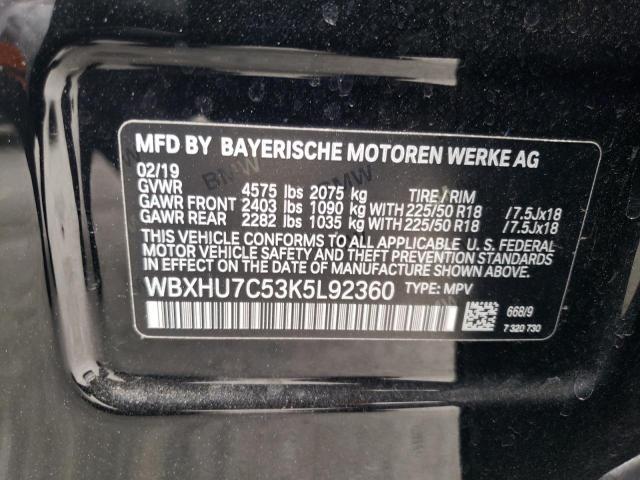 MFD BY BAYERISCHE MOTOREN WERKE AG
02/19
GVWR 4575 lbs 2075 kg TIRE / RIM
GAWR FRONT 2403 lbs 1090 kg WITH 225/50 R18 /7.5Jx18
GAWR REAR 2282 lbs 1035 kg WITH 225/50 R18 /7.5Jx18
THIS VEHICLE CONFORMS TO ALL APPLICABLE U. S. FEDERAL
MOTOR VEHICLE SAFETY AND THEFT PREVENTION STANDARDS
IN EFFECT ON THE DATE OF MANUFACTURE SHOWN ABOVE.
WBXHU7C53K5L92360 TYPE: MPV
668/9
7 320 730